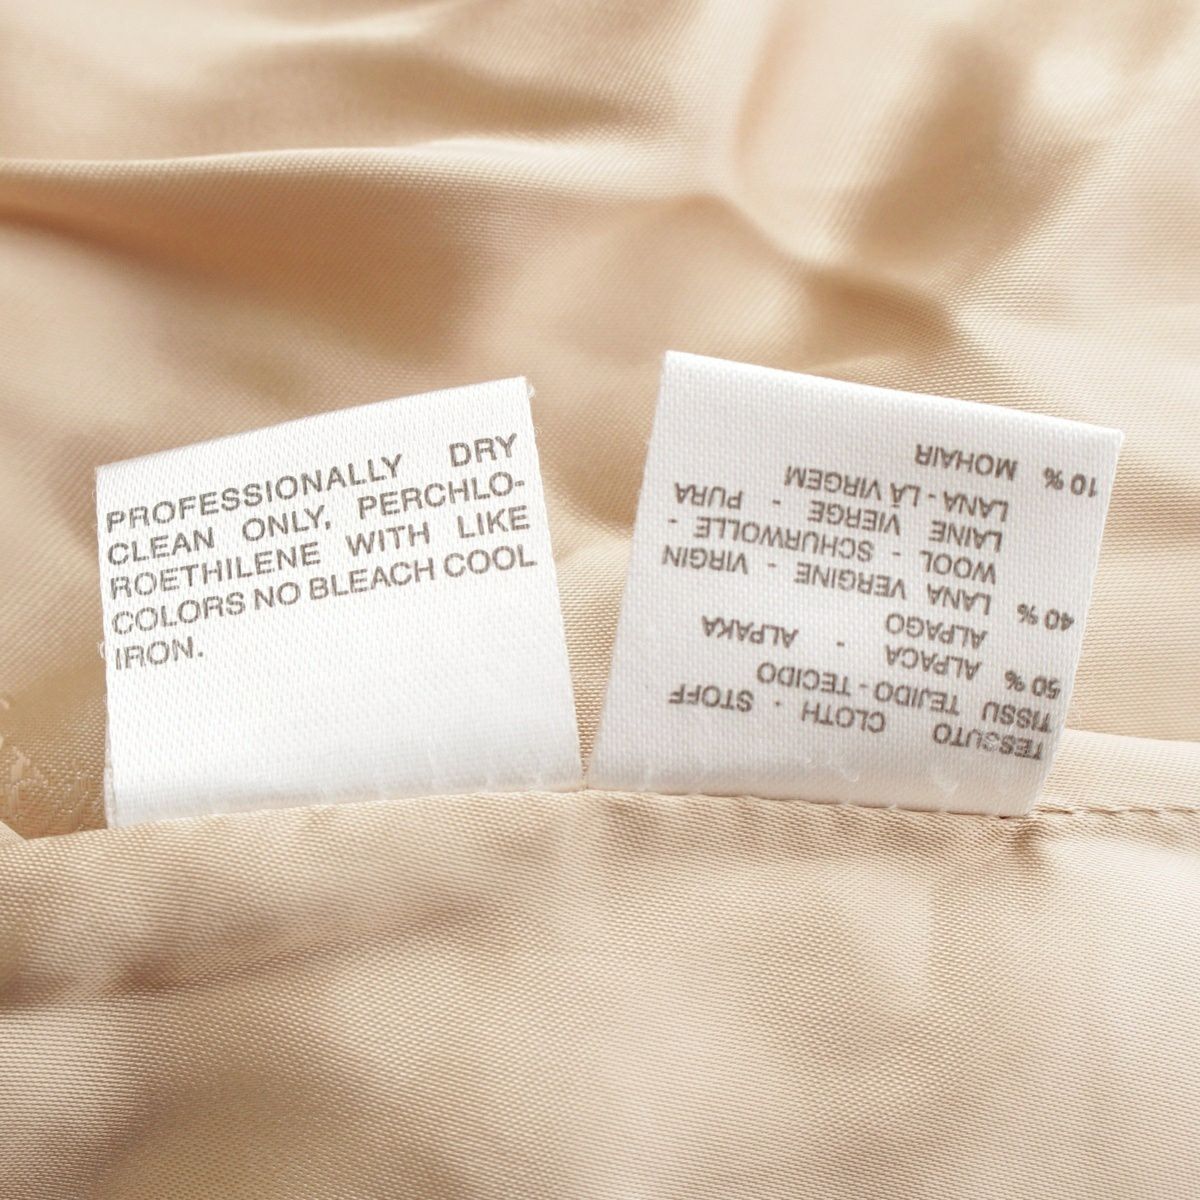 PROFESSIONALLY DRY
CLEAN ONLY, PERCHLO-
ROETHILENE WITH LIKE
COLORS NO BLEACH COOL
IRON.
TESSUTO CLOTH - STOFF
TISSU TEJIDO - TECIDO
50 % ALPACA
ALPAGO - ALPAKA
40 % LANA VERGINE - VIRGIN
WOOL - SCHURWOLLE -
LAINE VIERGE - PURA
LANA - LÀ VIRGEM
10 % MOHAIR